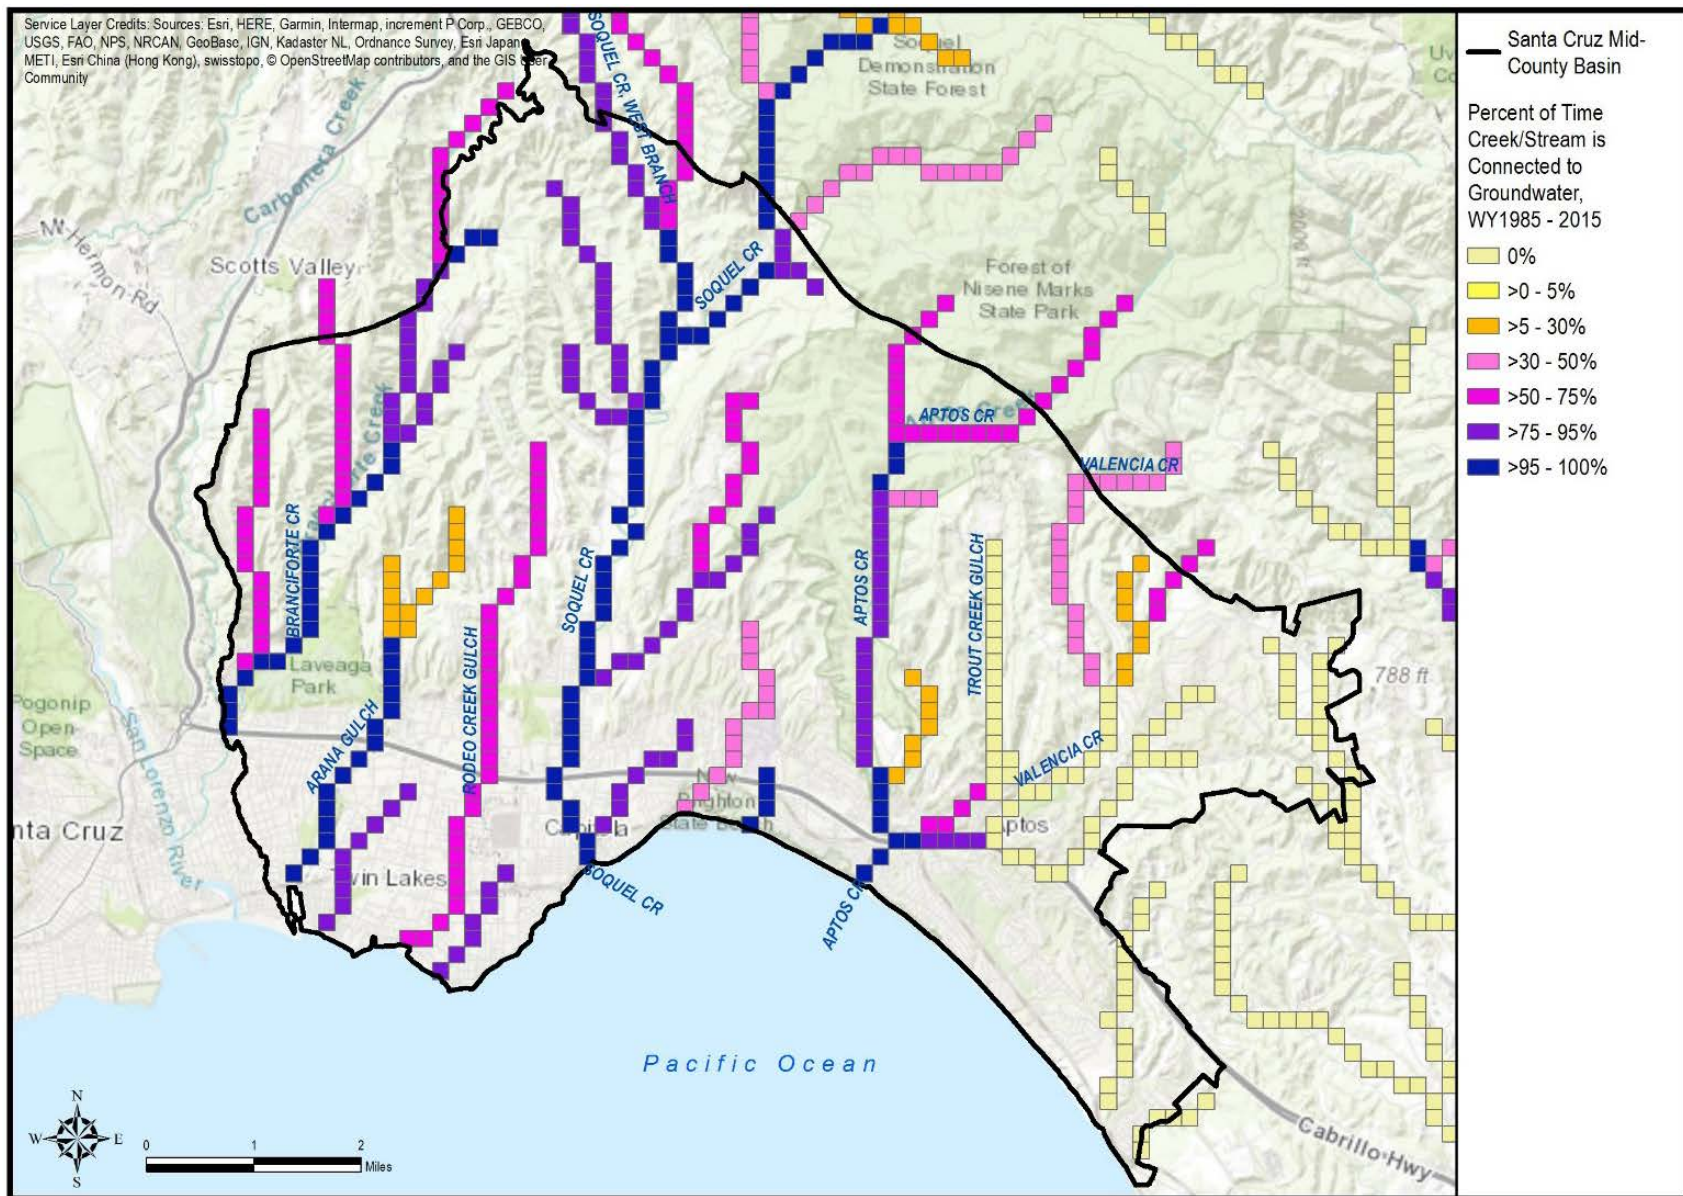 Service Layer Credits: Sources: Esri, HERE, Garmin, Intermap, increment P Corp., GEBCO,
USGS, FAO, NPS, NRCAN, GeoBase, IGN, Kadaster NL, Ordnance Survey, Esri Japan,
METI, Esri China (Hong Kong), swisstopo, © OpenStreetMap contributors, and the GIS User
Community
Santa Cruz Mid-
County Basin
Percent of Time
Creek/Stream is
Connected to
Groundwater,
WY1985 - 2015
0%
>0 - 5%
>5 - 30%
>30 - 50%
>50 - 75%
>75 - 95%
>95 - 100%
SOQUEL CR, WEST BRANCH
Soquel
Demonstration
State Forest
Carbonera Creek
Mt Hermon Rd
Scotts Valley
SOQUEL CR
Forest of
Nisene Marks
State Park
APTOS CR
VALENCIA CR
BRANCIFORTE CR
SOQUEL CR
APTOS CR
TROUT CREEK GULCH
Laveaga
Park
RODEO CREEK GULCH
788 ft
Pogonip
Open
Space
San Lorenzo River
ARANA GULCH
VALENCIA CR
New
Brighton
State Beach
nta Cruz
Aptos
Twin Lakes
SOQUEL CR
APTOS CR
Pacific Ocean
Cabrillo Hwy
N
W
E
S
0
1
2
Miles